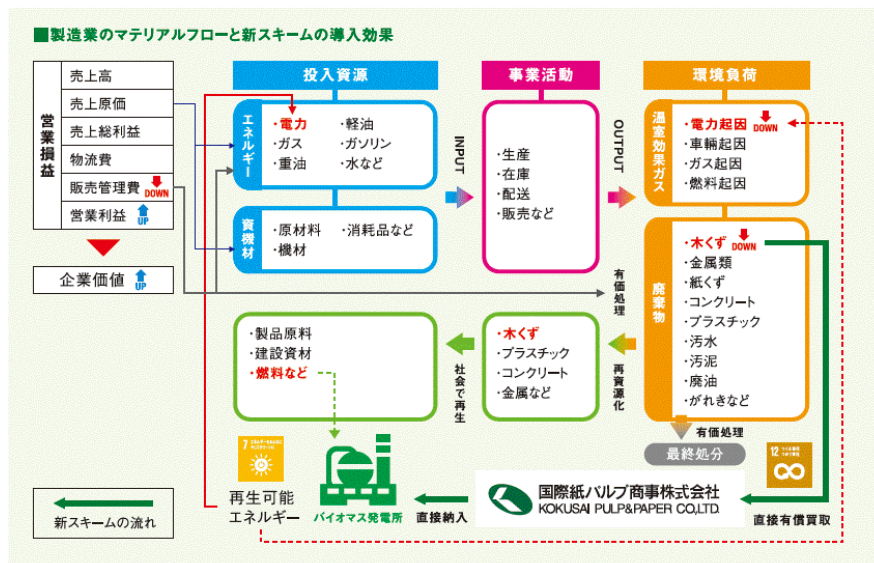 ■製造業のマテリアルフローと新スキームの導入効果
営業損益
売上高
売上原価
売上総利益
物流費
販売管理費 DOWN
営業利益 UP
企業価値 UP
投入資源
エネルギー
・電力 ・軽油
・ガス ・ガソリン
・重油 ・水など
資機材
・原材料 ・消耗品など
・機材
INPUT
事業活動
・生産
・在庫
・配送
・販売など
OUTPUT
環境負荷
温室効果ガス
・電力起因 DOWN
・車輛起因
・ガス起因
・燃料起因
廃棄物
・木くず DOWN
・金属類
・紙くず
・コンクリート
・プラスチック
・汚水
・汚泥
・廃油
・がれきなど
有価処理
再資源化
・木くず
・プラスチック
・コンクリート
・金属など
社会で再生
・製品原料
・建設資材
・燃料など
有価処理
最終処分
7
再生可能
エネルギー
バイオマス発電所
直接納入
国際紙パルプ商事株式会社
KOKUSAI PULP&PAPER CO.,LTD.
12 つくる責任
つかう責任
直接有償買取
新スキームの流れ